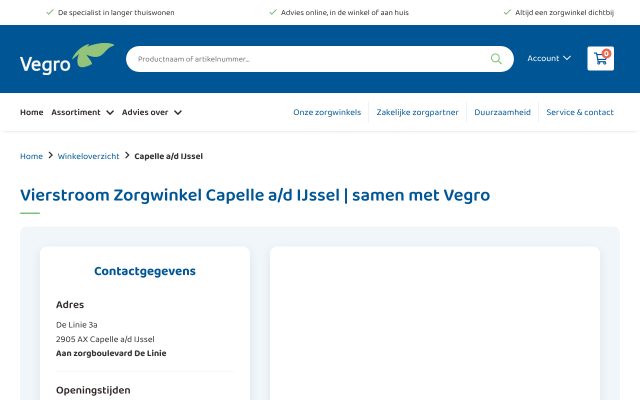 De specialist in langer thuiswonen
Advies online, in de winkel of aan huis
Altijd een zorgwinkel dichtbij
Vegro
Productnaam of artikelnummer...
Account
0
Home
Assortiment
Advies over
Onze zorgwinkels
Zakelijke zorgpartner
Duurzaamheid
Service & contact
Home > Winkeloverzicht > Capelle a/d IJssel
Vierstroom Zorgwinkel Capelle a/d IJssel | samen met Vegro
Contactgegevens
Adres
De Linie 3a
2905 AX Capelle a/d IJssel
Aan zorgboulevard De Linie
Openingstijden